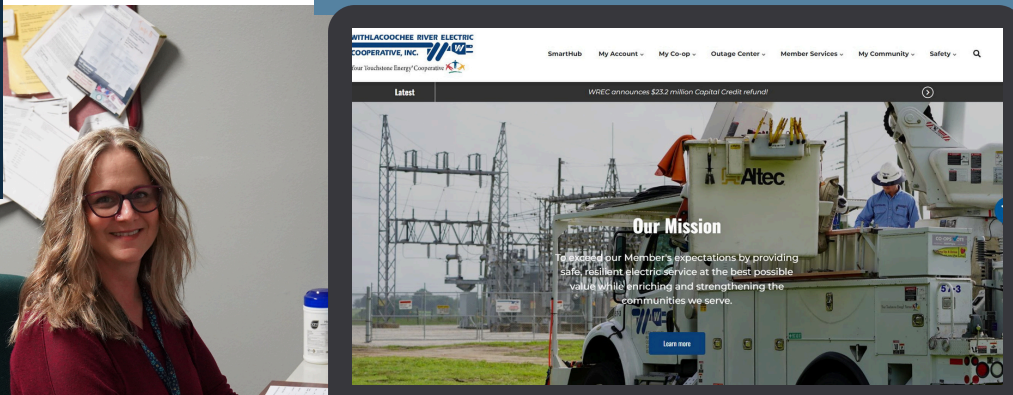 WITHLACOOCHEE RIVER ELECTRIC
COOPERATIVE, INC.
Your Touchstone Energy® Cooperative
SmartHub My Account My Co-op Outage Center Member Services My Community Safety
Latest
WREC announces $23.2 million Capital Credit refund!
Altec
Our Mission
To exceed our Member's expectations by providing
safe, resilient electric service at the best possible
value while enriching and strengthening the
communities we serve.
Learn more
57-3